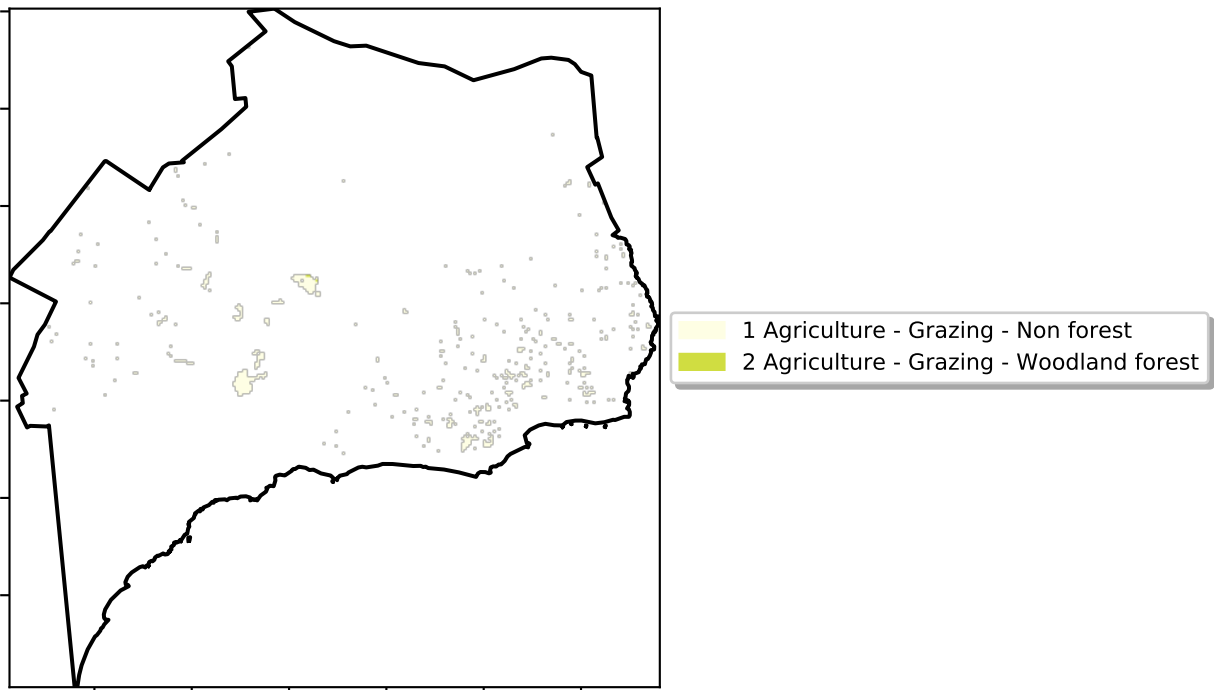 1 Agriculture - Grazing - Non forest
2 Agriculture - Grazing - Woodland forest